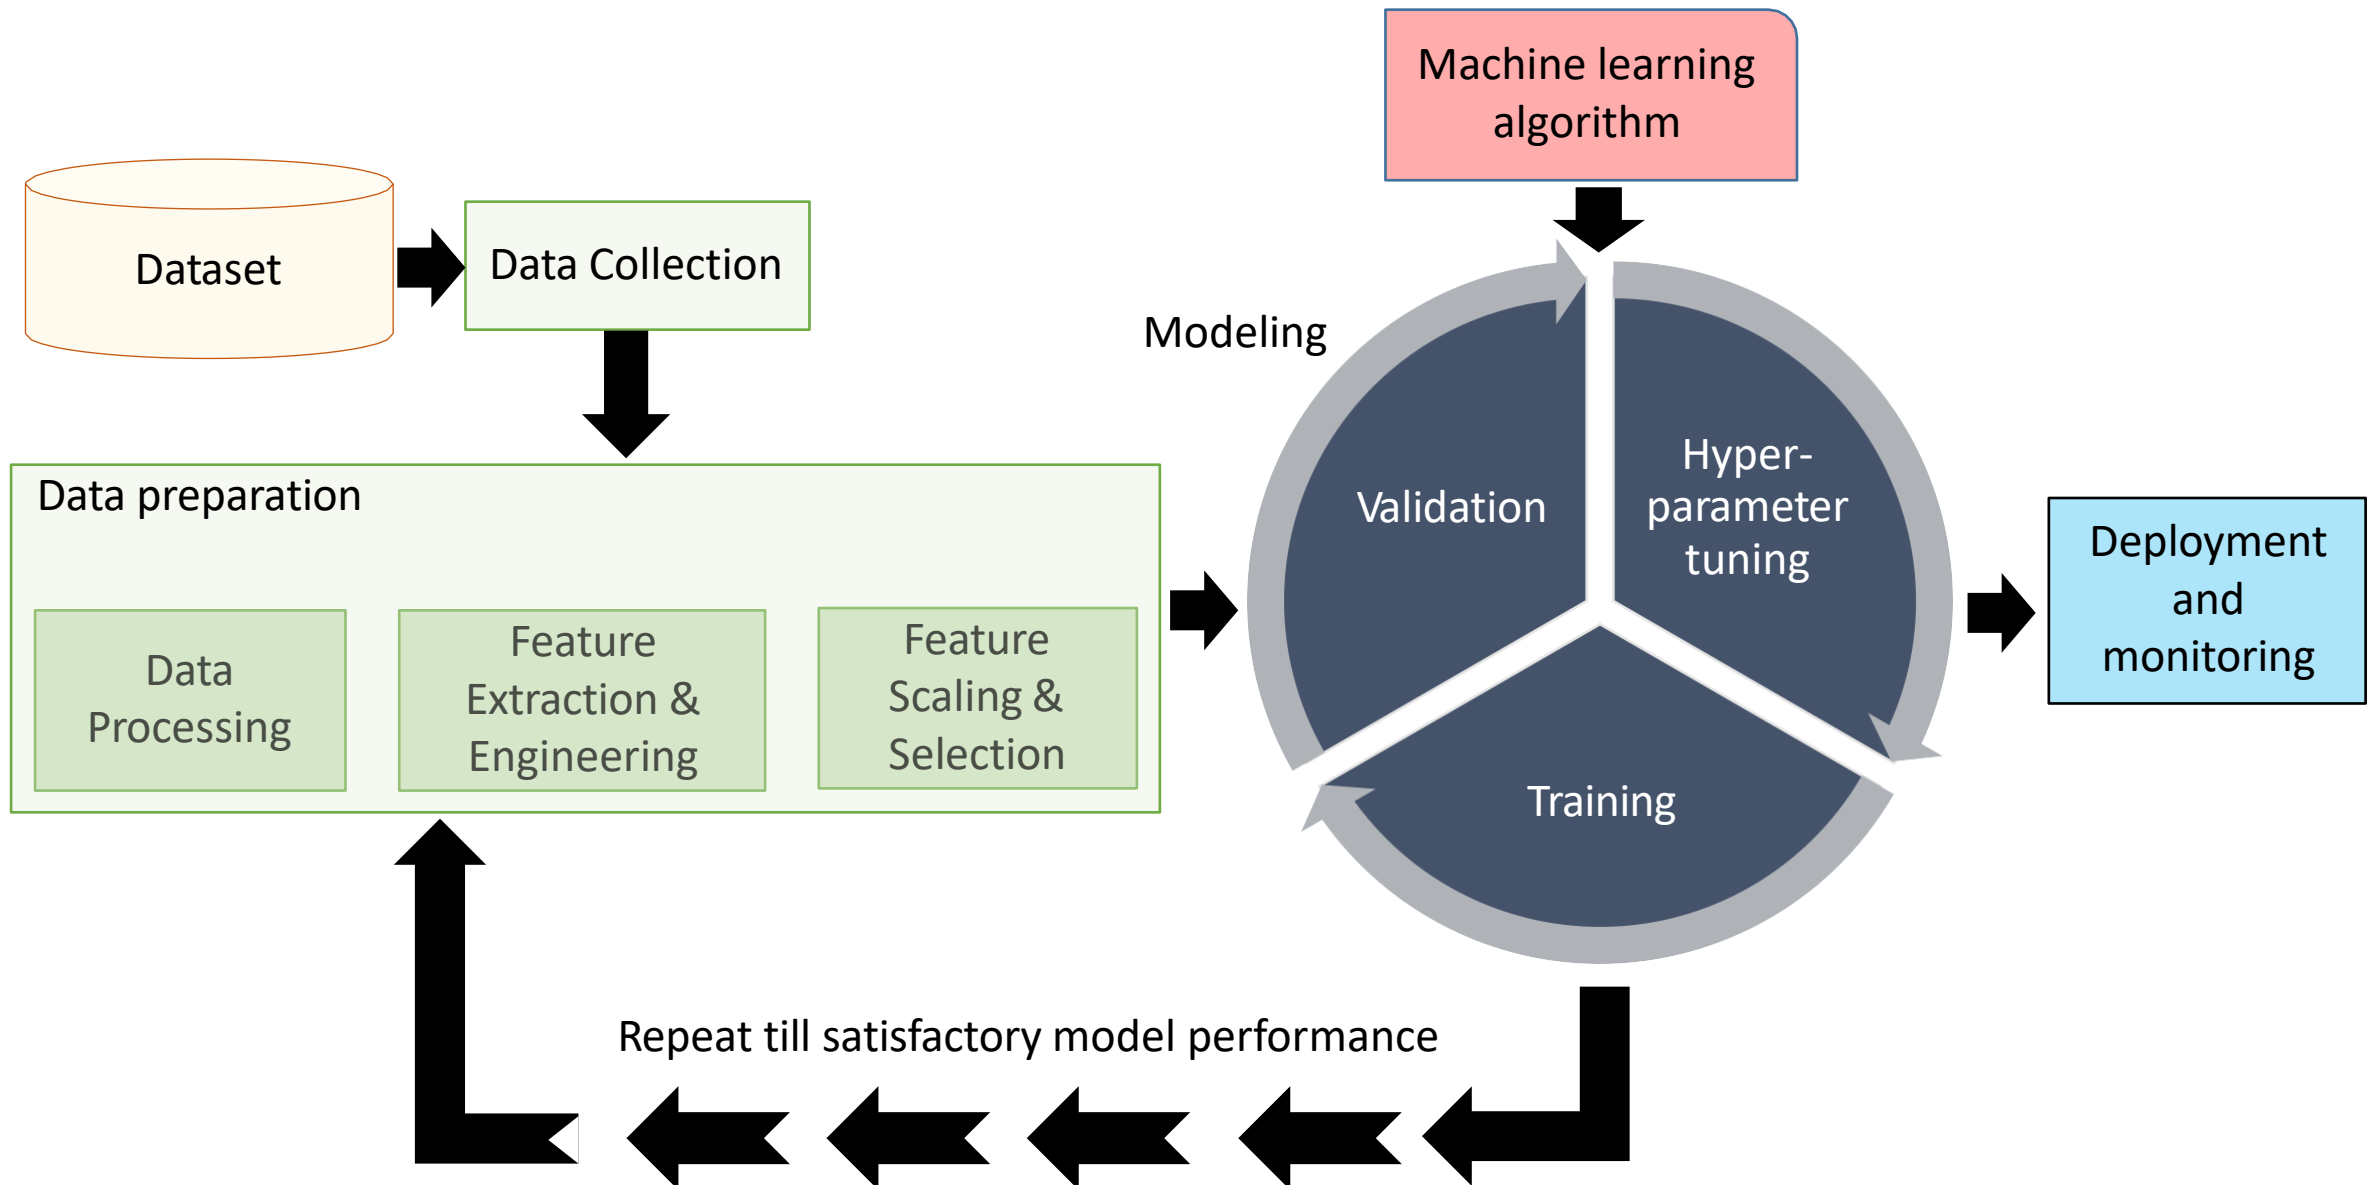 Machine learning
algorithm
Dataset
Data Collection
Modeling
Data preparation
Data
Processing
Feature
Extraction &
Engineering
Feature
Scaling &
Selection
Validation
Hyper-
parameter
tuning
Training
Deployment
and
monitoring
Repeat till satisfactory model performance